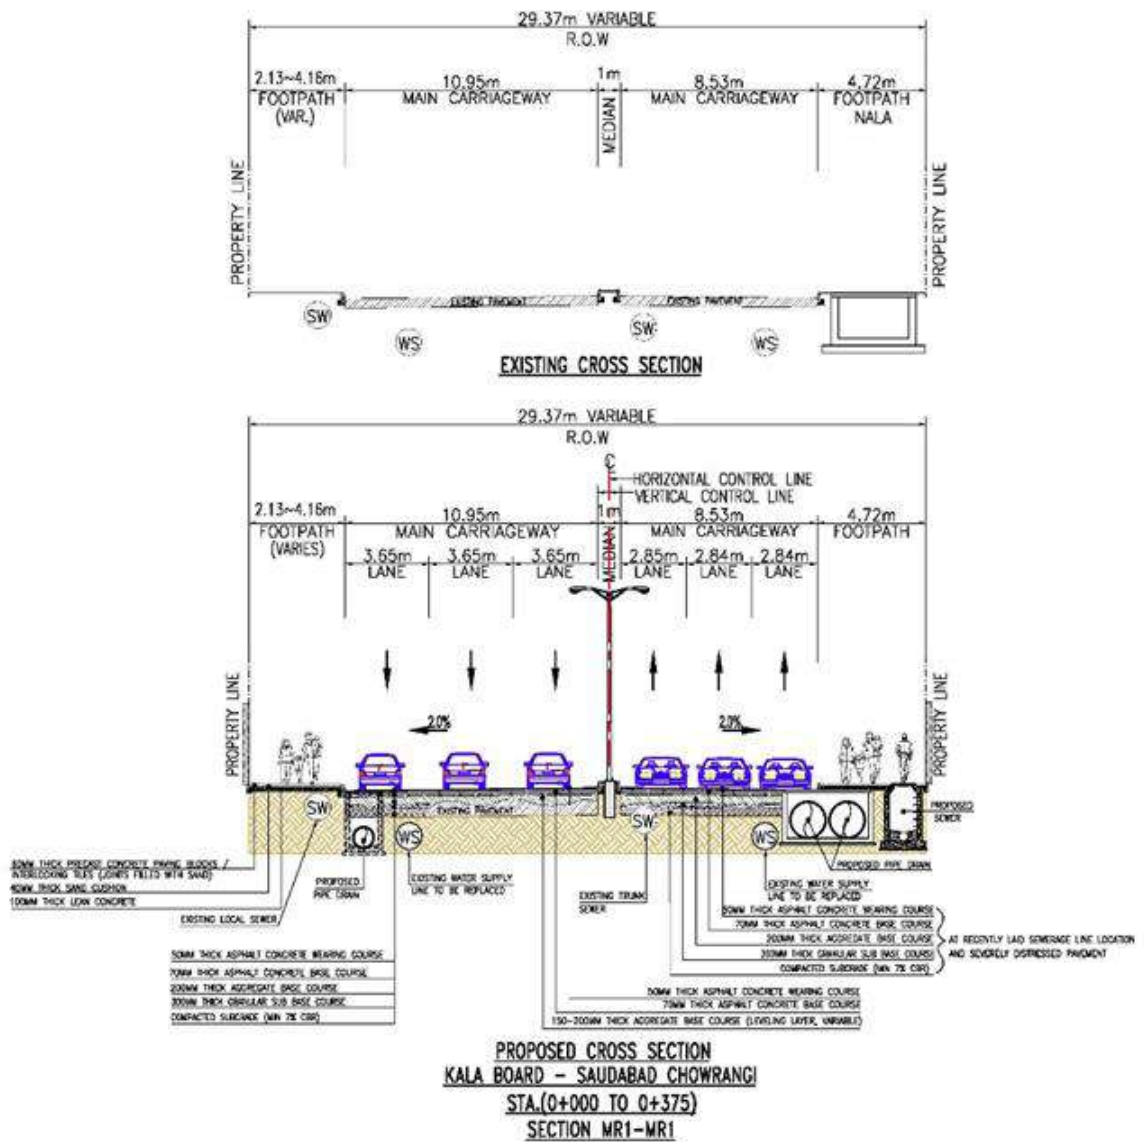 29.37m VARIABLE
R.O.W
2.13~4.16m
FOOTPATH
(VAR.)
10.95m
MAIN CARRIAGEWAY
1m
MEDIAN
8.53m
MAIN CARRIAGEWAY
4.72m
FOOTPATH
NALA
PROPERTY LINE
PROPERTY LINE
EXISTING PAVEMENT
EXISTING PAVEMENT
SW
WS
SW
WS
EXISTING CROSS SECTION
29.37m VARIABLE
R.O.W
HORIZONTAL CONTROL LINE
VERTICAL CONTROL LINE
2.13~4.16m
FOOTPATH
(VARIES)
10.95m
MAIN CARRIAGEWAY
1m
MEDIAN
8.53m
MAIN CARRIAGEWAY
4.72m
FOOTPATH
3.65m
LANE
3.65m
LANE
3.65m
LANE
2.85m
LANE
2.84m
LANE
2.84m
LANE
PROPERTY LINE
PROPERTY LINE
2.0%
2.0%
EXISTING PAVEMENT
SW
WS
SW
WS
PROPOSED
SEWER
PROPOSED PIPE DRAIN
80MM THICK PRECAST CONCRETE PAVING BLOCKS /
INTERLOCKING TILES (JOINTS FILLED WITH SAND)
40MM THICK SAND CUSHION
100MM THICK LEAN CONCRETE
EXISTING LOCAL SEWER
PROPOSED
PIPE DRAIN
EXISTING WATER SUPPLY
LINE TO BE REPLACED
EXISTING TRUNK
SEWER
EXISTING WATER SUPPLY
LINE TO BE REPLACED
50MM THICK ASPHALT CONCRETE WEARING COURSE
70MM THICK ASPHALT CONCRETE BASE COURSE
200MM THICK AGGREGATE BASE COURSE
THICK GRANULAR SUB BASE COURSE
COMPACTED SUBGRADE (MIN 7% CBR)
AT RECENTLY LAID SEWERAGE LINE LOCATION
AND SEVERELY DISTRESSED PAVEMENT
50MM THICK ASPHALT CONCRETE WEARING COURSE
70MM THICK ASPHALT CONCRETE BASE COURSE
200MM THICK AGGREGATE BASE COURSE
300MM THICK GRANULAR SUB BASE COURSE
COMPACTED SUBGRADE (MIN 7% CBR)
50MM THICK ASPHALT CONCRETE WEARING COURSE
70MM THICK ASPHALT CONCRETE BASE COURSE
150-200MM THICK AGGREGATE BASE COURSE (LEVELING LAYER, VARIABLE)
PROPOSED CROSS SECTION
KALA BOARD - SAUDABAD CHOWRANGI
STA.(0+000 TO 0+375)
SECTION MR1-MR1